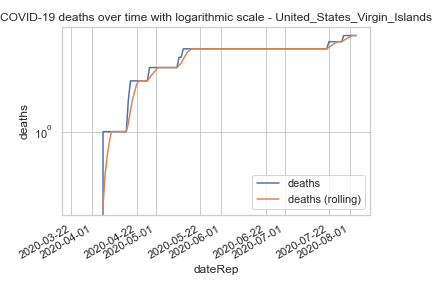 COVID-19 deaths over time with logarithmic scale - United_States_Virgin_Islands
deaths
10^0
deaths
deaths (rolling)
2020-03-22
2020-04-01
2020-04-22
2020-05-01
2020-05-22
2020-06-01
2020-06-22
2020-07-01
2020-07-22
2020-08-01
dateRep